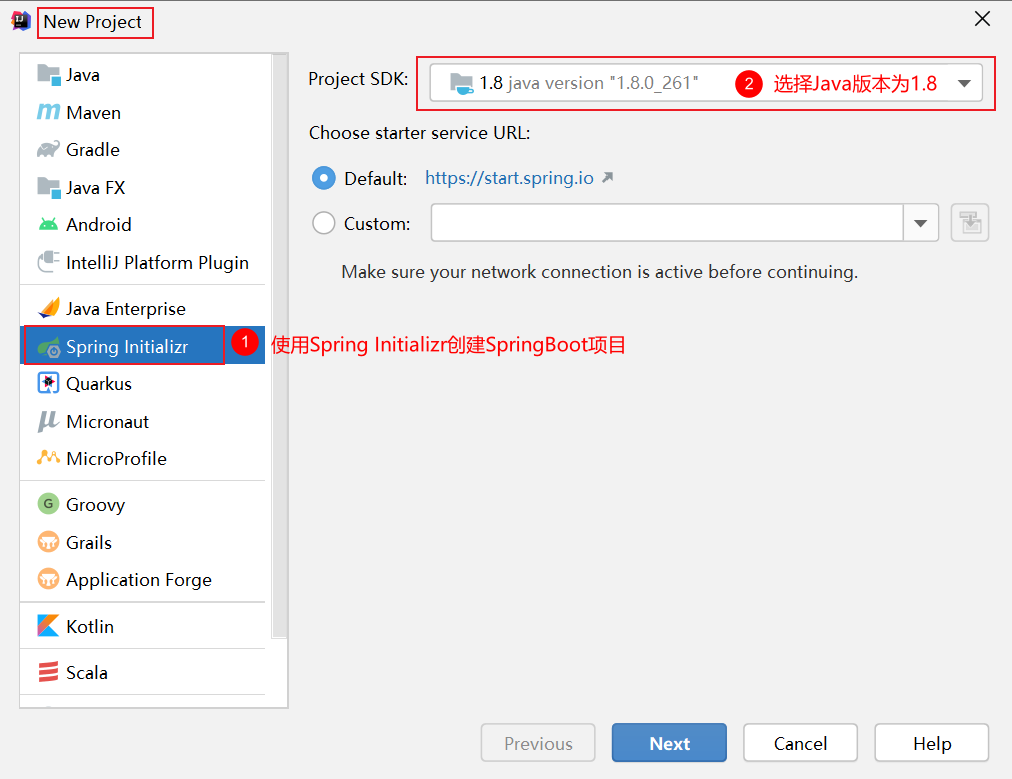 New Project
Java
Maven
Gradle
Java FX
Android
IntelliJ Platform Plugin
Java Enterprise
Spring Initializr
1 使用Spring Initializr创建SpringBoot项目
Quarkus
Micronaut
MicroProfile
Groovy
Grails
Application Forge
Kotlin
Scala
Project SDK: 1.8 java version "1.8.0_261" 2 选择Java版本为1.8
Choose starter service URL:
Default: https://start.spring.io
Custom:
Make sure your network connection is active before continuing.
Previous Next Cancel Help